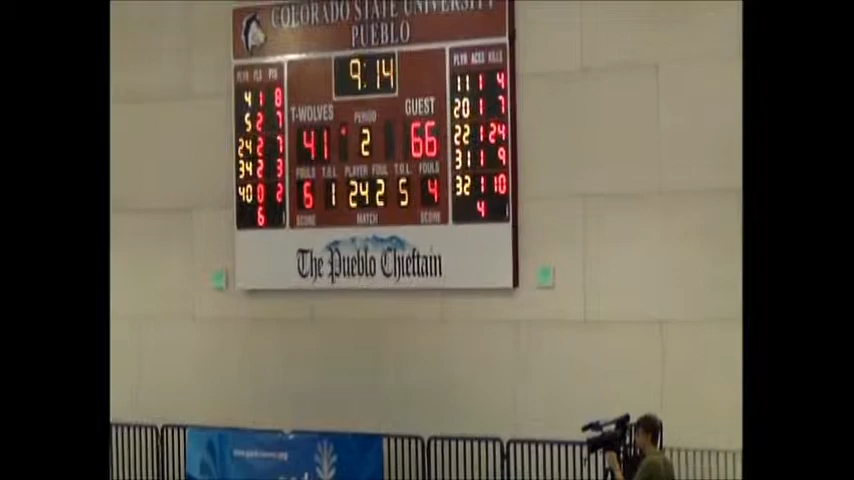 COLORADO STATE UNIVERSITY
PUEBLO
PLYR FLS PTS
9:14
PLYR ACES KILLS
4 1 8
5 2 7
24 2 7
34 2 3
40 0 2
6
T-WOLVES PERIOD GUEST
41 2 66
FOULS T.O.L. PLAYER FOUL T.O.L. FOULS
6 1 24 2 5 4
SCORE MATCH SCORE
11 1 4
20 1 7
22 1 24
31 1 9
32 1 10
4
The Pueblo Chieftain